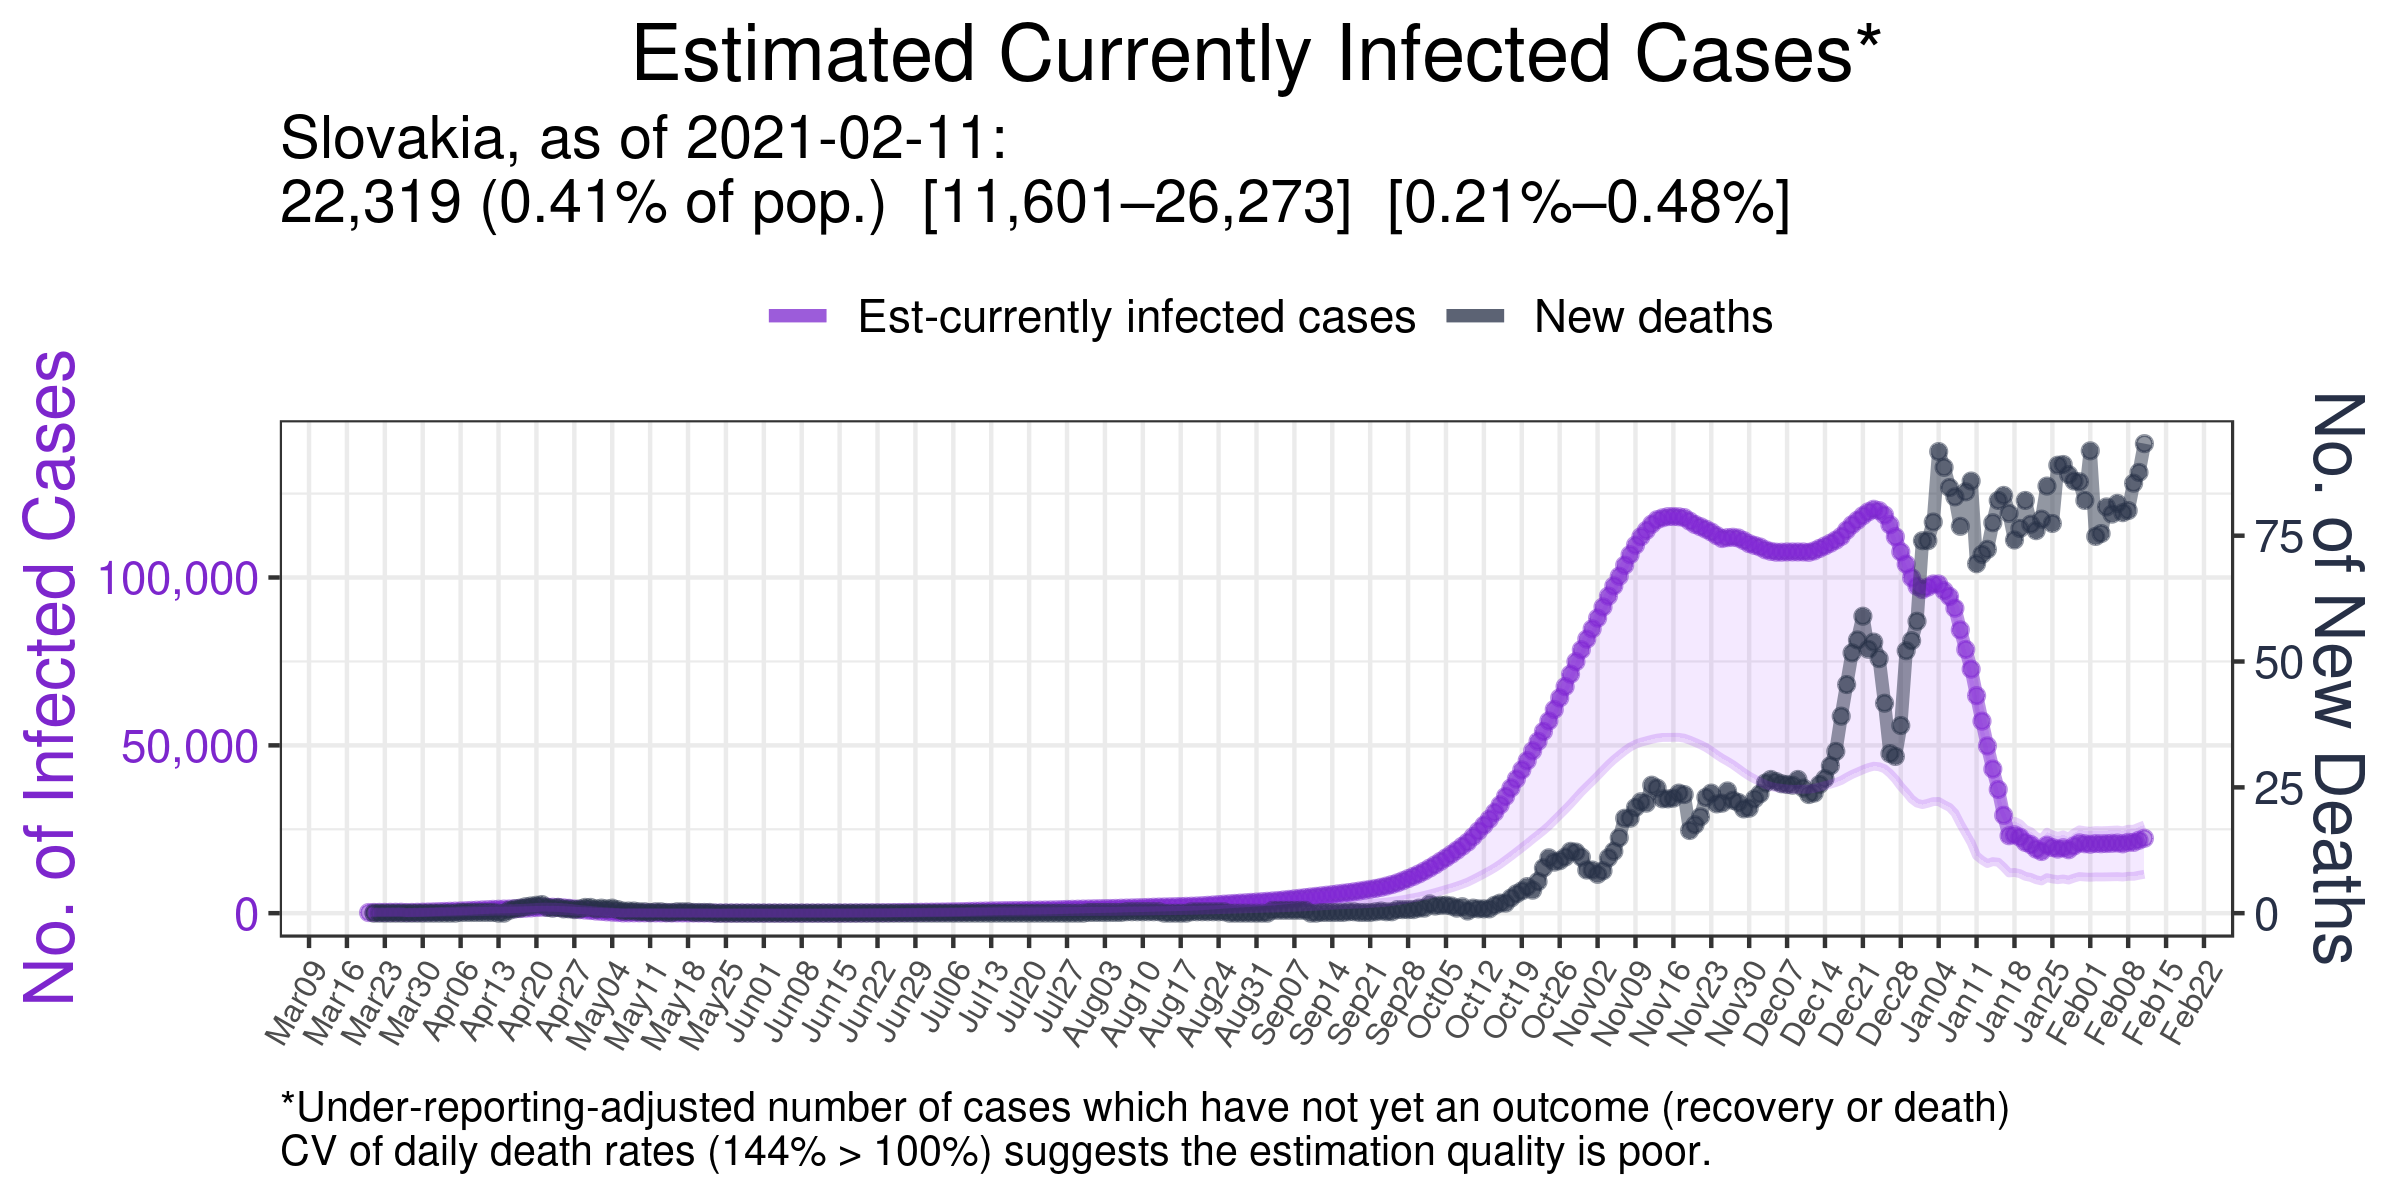 Estimated Currently Infected Cases*
Slovakia, as of 2021-02-11:
22,319 (0.41% of pop.) [11,601–26,273] [0.21%–0.48%]
Est-currently infected cases
New deaths
No. of Infected Cases
100,000
50,000
0
No. of New Deaths
75
50
25
0
Mar09
Mar16
Mar23
Mar30
Apr06
Apr13
Apr20
Apr27
May04
May11
May18
May25
Jun01
Jun08
Jun15
Jun22
Jun29
Jul06
Jul13
Jul20
Jul27
Aug03
Aug10
Aug17
Aug24
Aug31
Sep07
Sep14
Sep21
Sep28
Oct05
Oct12
Oct19
Oct26
Nov02
Nov09
Nov16
Nov23
Nov30
Dec07
Dec14
Dec21
Dec28
Jan04
Jan11
Jan18
Jan25
Feb01
Feb08
Feb15
Feb22
*Under-reporting-adjusted number of cases which have not yet an outcome (recovery or death)
CV of daily death rates (144% > 100%) suggests the estimation quality is poor.